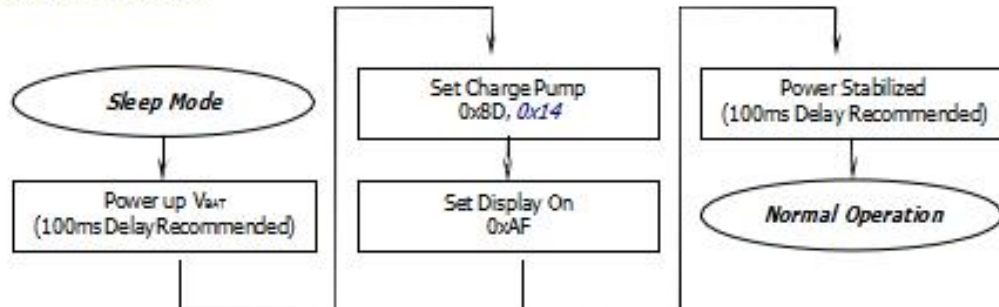 Sleep Mode
Power up VBAT
(100ms Delay Recommended)
Set Charge Pump
0x8D, 0x14
Set Display On
0xAF
Power Stabilized
(100ms Delay Recommended)
Normal Operation